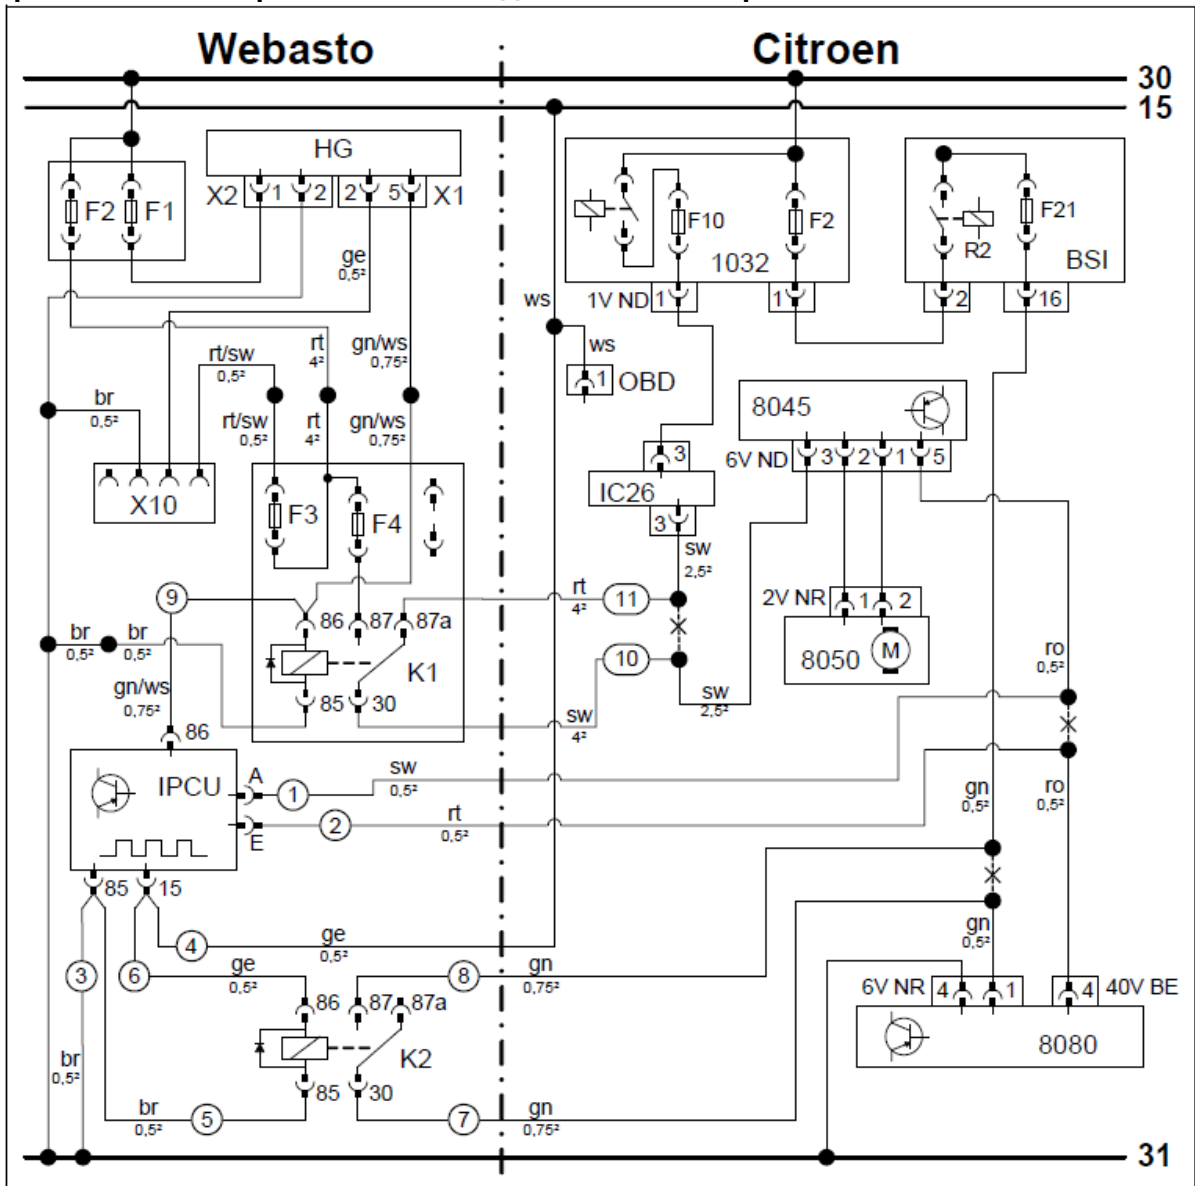 Webasto
Citroen
30
15
HG
X2
1
2
2
5
X1
F2
F1
F10
F2
1032
F21
R2
BSI
ge
0,5²
1V ND
1
1
2
16
ws
rt
4²
gn/ws
0,75²
ws
rt/sw
0,5²
1
OBD
8045
br
0,5²
rt/sw
0,5²
rt
4²
gn/ws
0,75²
6V ND
3
2
1
5
3
X10
IC26
F3
F4
3
sw
2,5²
9
rt
4²
11
2V NR
1
2
86
87
87a
br
0,5²
br
0,5²
10
8050
M
ro
0,5²
K1
gn/ws
0,75²
85
30
sw
4²
sw
2,5²
86
IPCU
A
1
sw
0,5²
gn
0,5²
ro
0,5²
E
2
rt
0,5²
85
15
4
ge
0,5²
gn
0,5²
3
6
ge
0,5²
8
gn
0,75²
6V NR
4
1
4
40V BE
86
87
87a
8080
br
0,5²
K2
85
30
br
0,5²
5
7
gn
0,75²
31